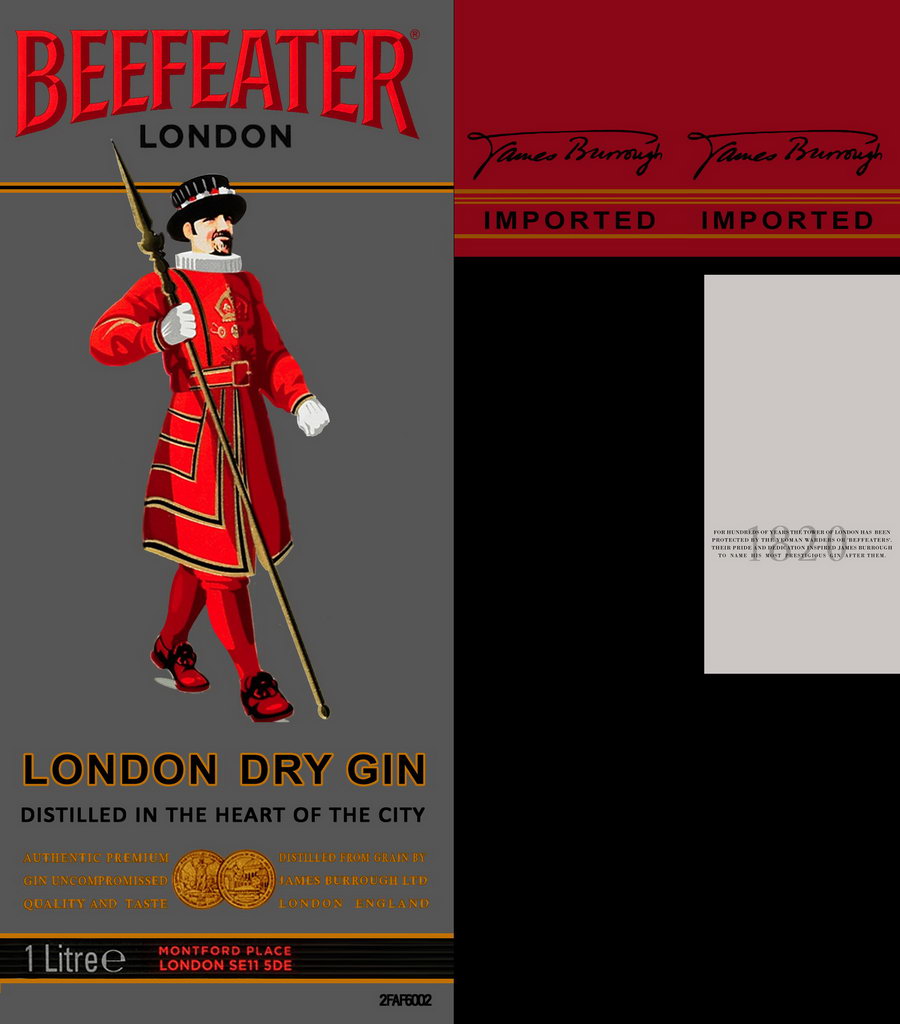 BEEFEATER®
LONDON
LONDON DRY GIN
DISTILLED IN THE HEART OF THE CITY
AUTHENTIC PREMIUM
GIN UNCOMPROMISSED
QUALITY AND TASTE
DISTILLED FROM GRAIN BY
JAMES BURROUGH LTD
LONDON ENGLAND
1 Litre ℮
MONTFORD PLACE
LONDON SE11 5DE
2FAF6002
James Burrough James Burrough
IMPORTED IMPORTED
1820
FOR HUNDREDS OF YEARS THE TOWER OF LONDON HAS BEEN
PROTECTED BY THE YEOMAN WARDERS OR 'BEFFEATERS'.
THEIR PRIDE AND DEDICATION INSPIRED JAMES BURROUGH
TO NAME HIS MOST PRESTIGIOUS GIN AFTER THEM.